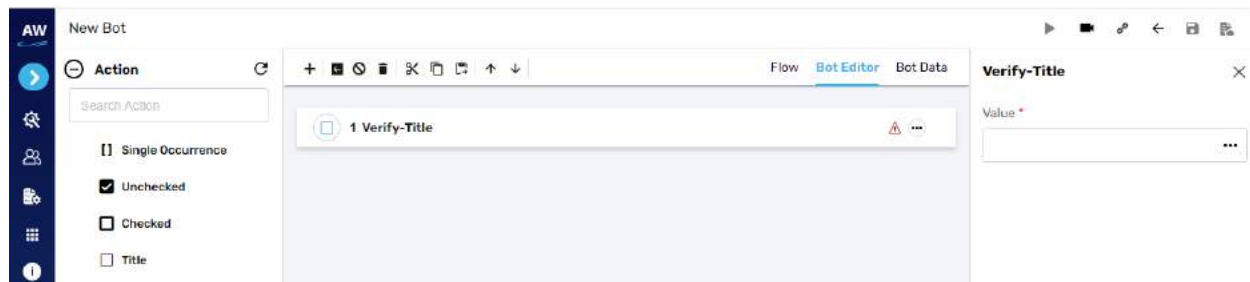 AW
New Bot
Action
Search Action
[] Single Occurrence
Unchecked
Checked
Title
Flow Bot Editor Bot Data
1 Verify-Title
Verify-Title
Value *